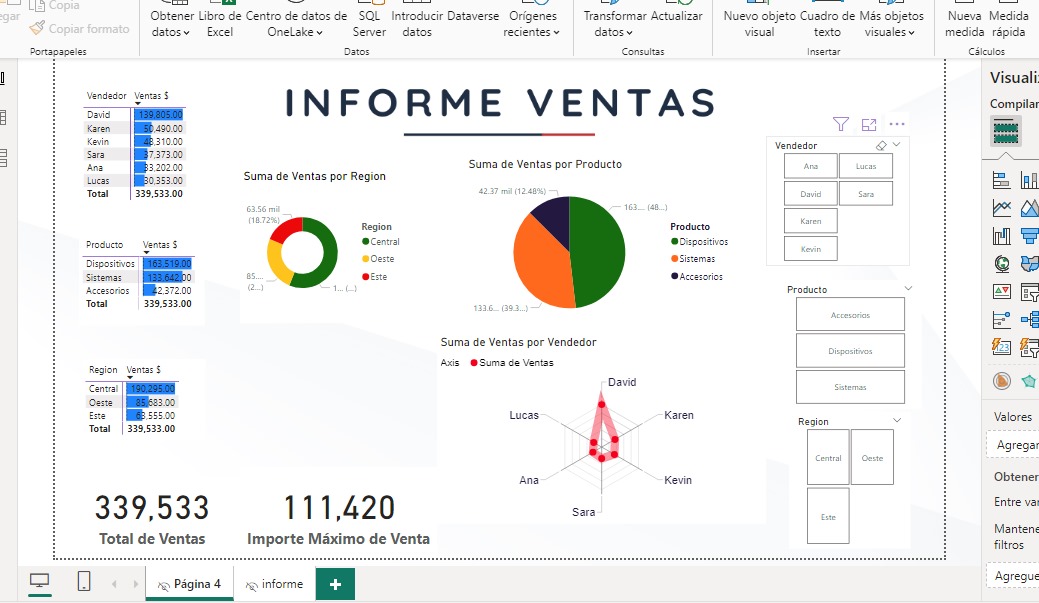 Copia
Copiar formato
Portapapeles
Obtener datos
Libro de Excel
Centro de datos de OneLake
SQL Server
Introducir datos
Dataverse
Orígenes recientes
Datos
Transformar datos
Actualizar
Consultas
Nuevo objeto visual
Cuadro de texto
Más objetos visuales
Insertar
Nueva medida
Medida rápida
Cálculos
INFORME VENTAS
Vendedor Ventas $
David 139,805.00
Karen 50,490.00
Kevin 48,310.00
Sara 37,373.00
Ana 33,202.00
Lucas 30,353.00
Total 339,533.00
Producto Ventas $
Dispositivos 163,519.00
Sistemas 133,642.00
Accesorios 42,372.00
Total 339,533.00
Region Ventas $
Central 190,295.00
Oeste 85,683.00
Este 63,555.00
Total 339,533.00
Suma de Ventas por Region
63.56 mil
(18.72%)
85....
(2...)
1... (...)
Region
Central
Oeste
Este
Suma de Ventas por Producto
42.37 mil (12.48%)
163.... (48...)
133.6... (39.3...)
Producto
Dispositivos
Sistemas
Accesorios
Suma de Ventas por Vendedor
Axis Suma de Ventas
David
Karen
Kevin
Sara
Ana
Lucas
Vendedor
Ana Lucas
David Sara
Karen
Kevin
Producto
Accesorios
Dispositivos
Sistemas
Region
Central Oeste
Este
339,533
Total de Ventas
111,420
Importe Máximo de Venta
Compilar
123
Valores
Agregar
Obtener
filtros
Página 4
informe
+